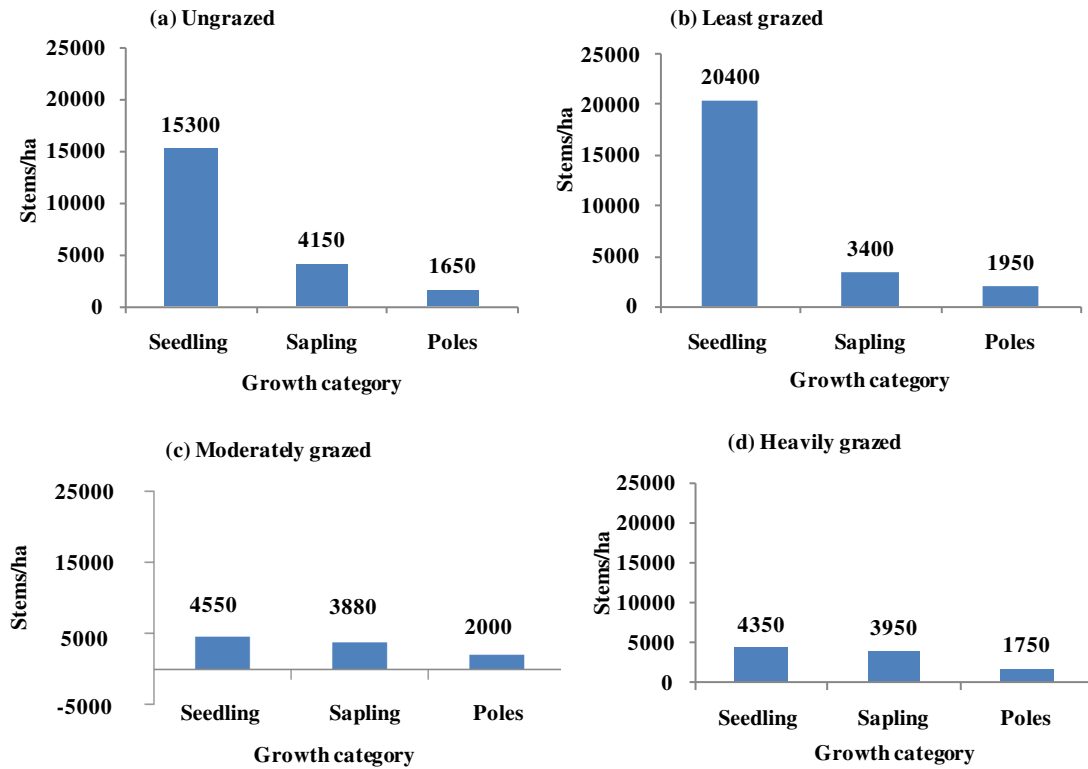 (a) Ungrazed
Stems/ha
25000
20000
15000
10000
5000
0
15300
4150
1650
Seedling Sapling Poles
Growth category
(b) Least grazed
Stems/ha
25000
20000
15000
10000
5000
0
20400
3400
1950
Seedling Sapling Poles
Growth category
(c) Moderately grazed
Stems/ha
25000
15000
5000
-5000
4550
3880
2000
Seedling Sapling Poles
Growth category
(d) Heavily grazed
Stems/ha
25000
20000
15000
10000
5000
0
4350
3950
1750
Seedling Sapling Poles
Growth category